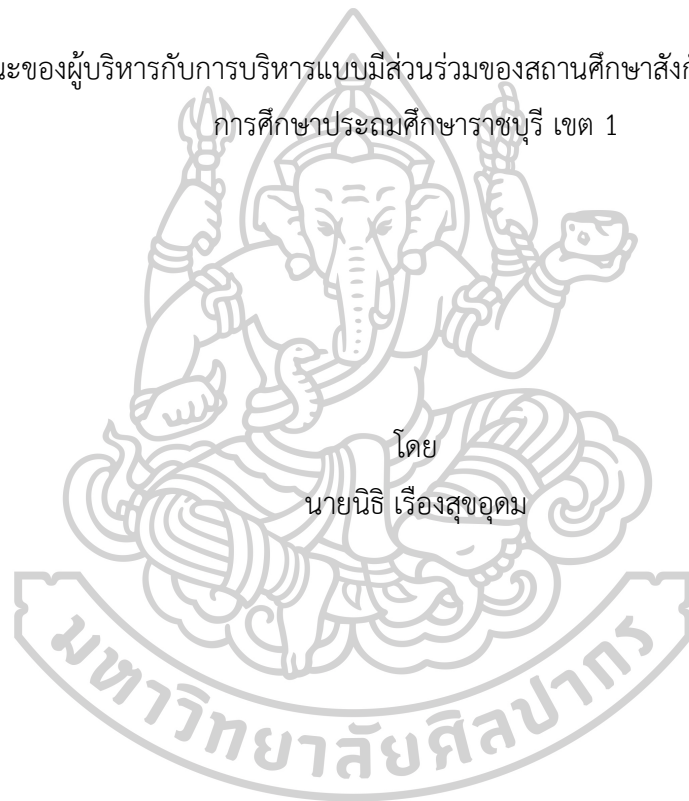 ของผู้บริหารกับการบริหารแบบมีส่วนร่วมของสถานศึกษา
การศึกษาประถมศึกษาราชบุรี เขต 1
โดย
นายนิธิ เรืองสุขอุดม
มหาวิทยาลัยศิลปากร